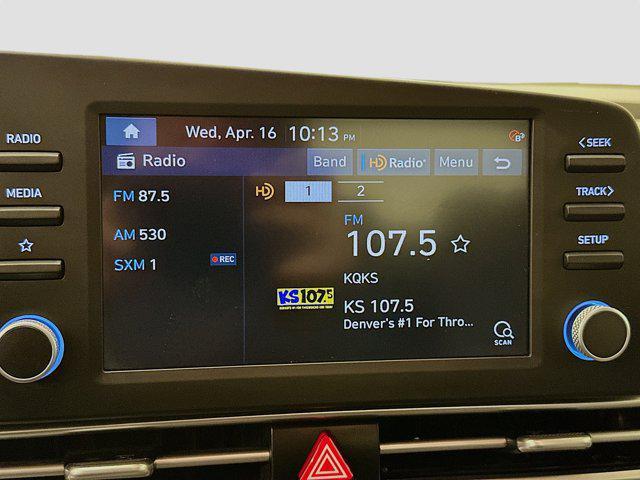 RADIO
MEDIA
Wed, Apr. 16 10:13 PM
Radio Band HD Radio Menu
FM 87.5
AM 530
SXM 1 REC
HD 1 2
FM
107.5
KQKS
KS 107.5
KS 107.5
Denver's #1 For Thro...
SCAN
<SEEK
TRACK>
SETUP